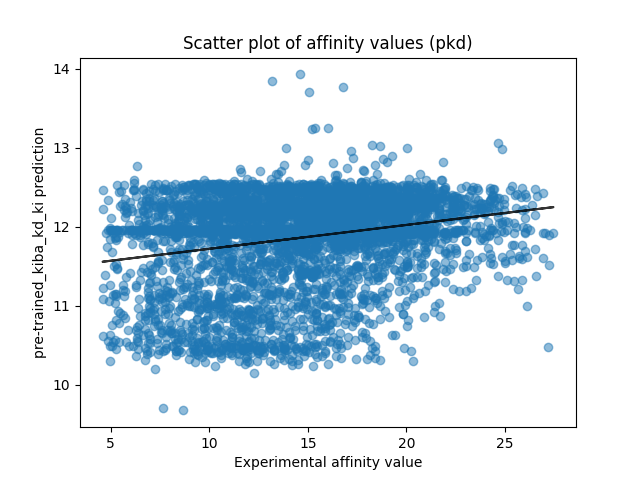 Scatter plot of affinity values (pkd)
14
13
12
11
10
pre-trained_kiba_kd_ki prediction
5 10 15 20 25
Experimental affinity value